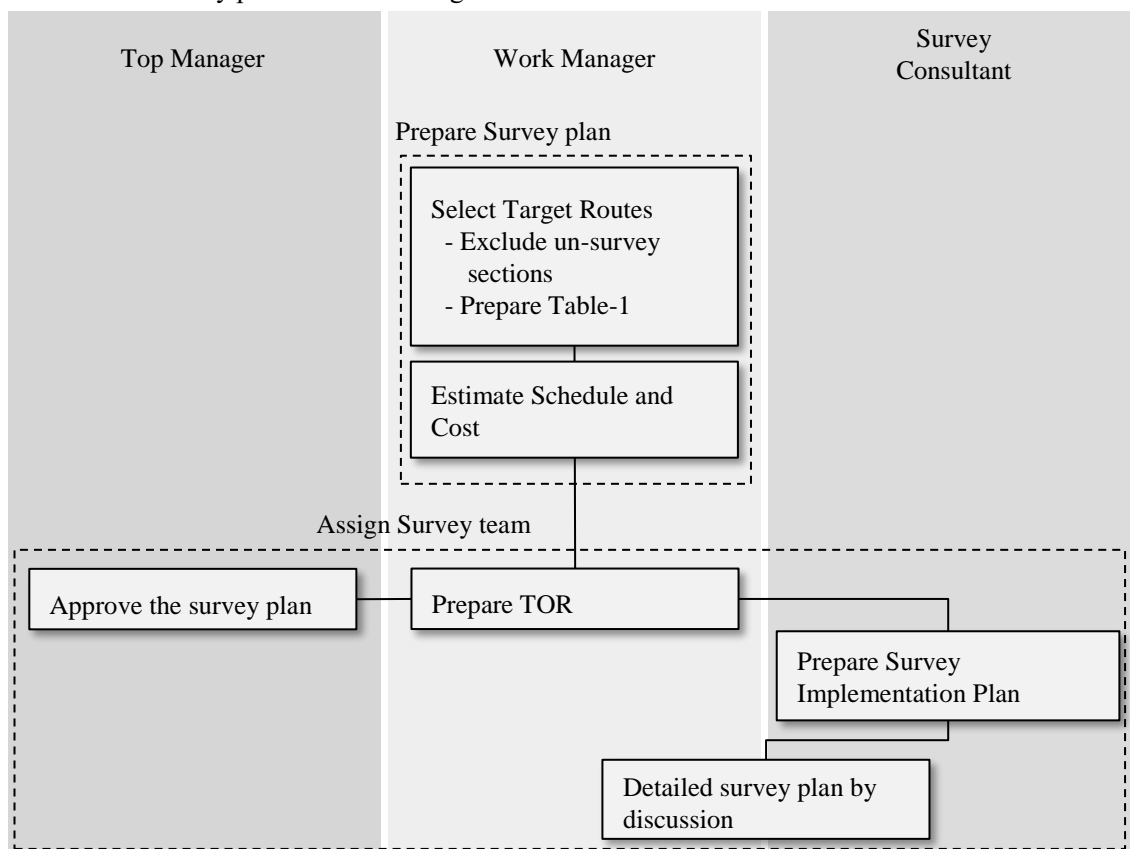 Top Manager
Work Manager
Survey
Consultant
Prepare Survey plan
Select Target Routes
- Exclude un-survey
sections
- Prepare Table-1
Estimate Schedule and
Cost
Assign Survey team
Approve the survey plan
Prepare TOR
Prepare Survey
Implementation Plan
Detailed survey plan by
discussion